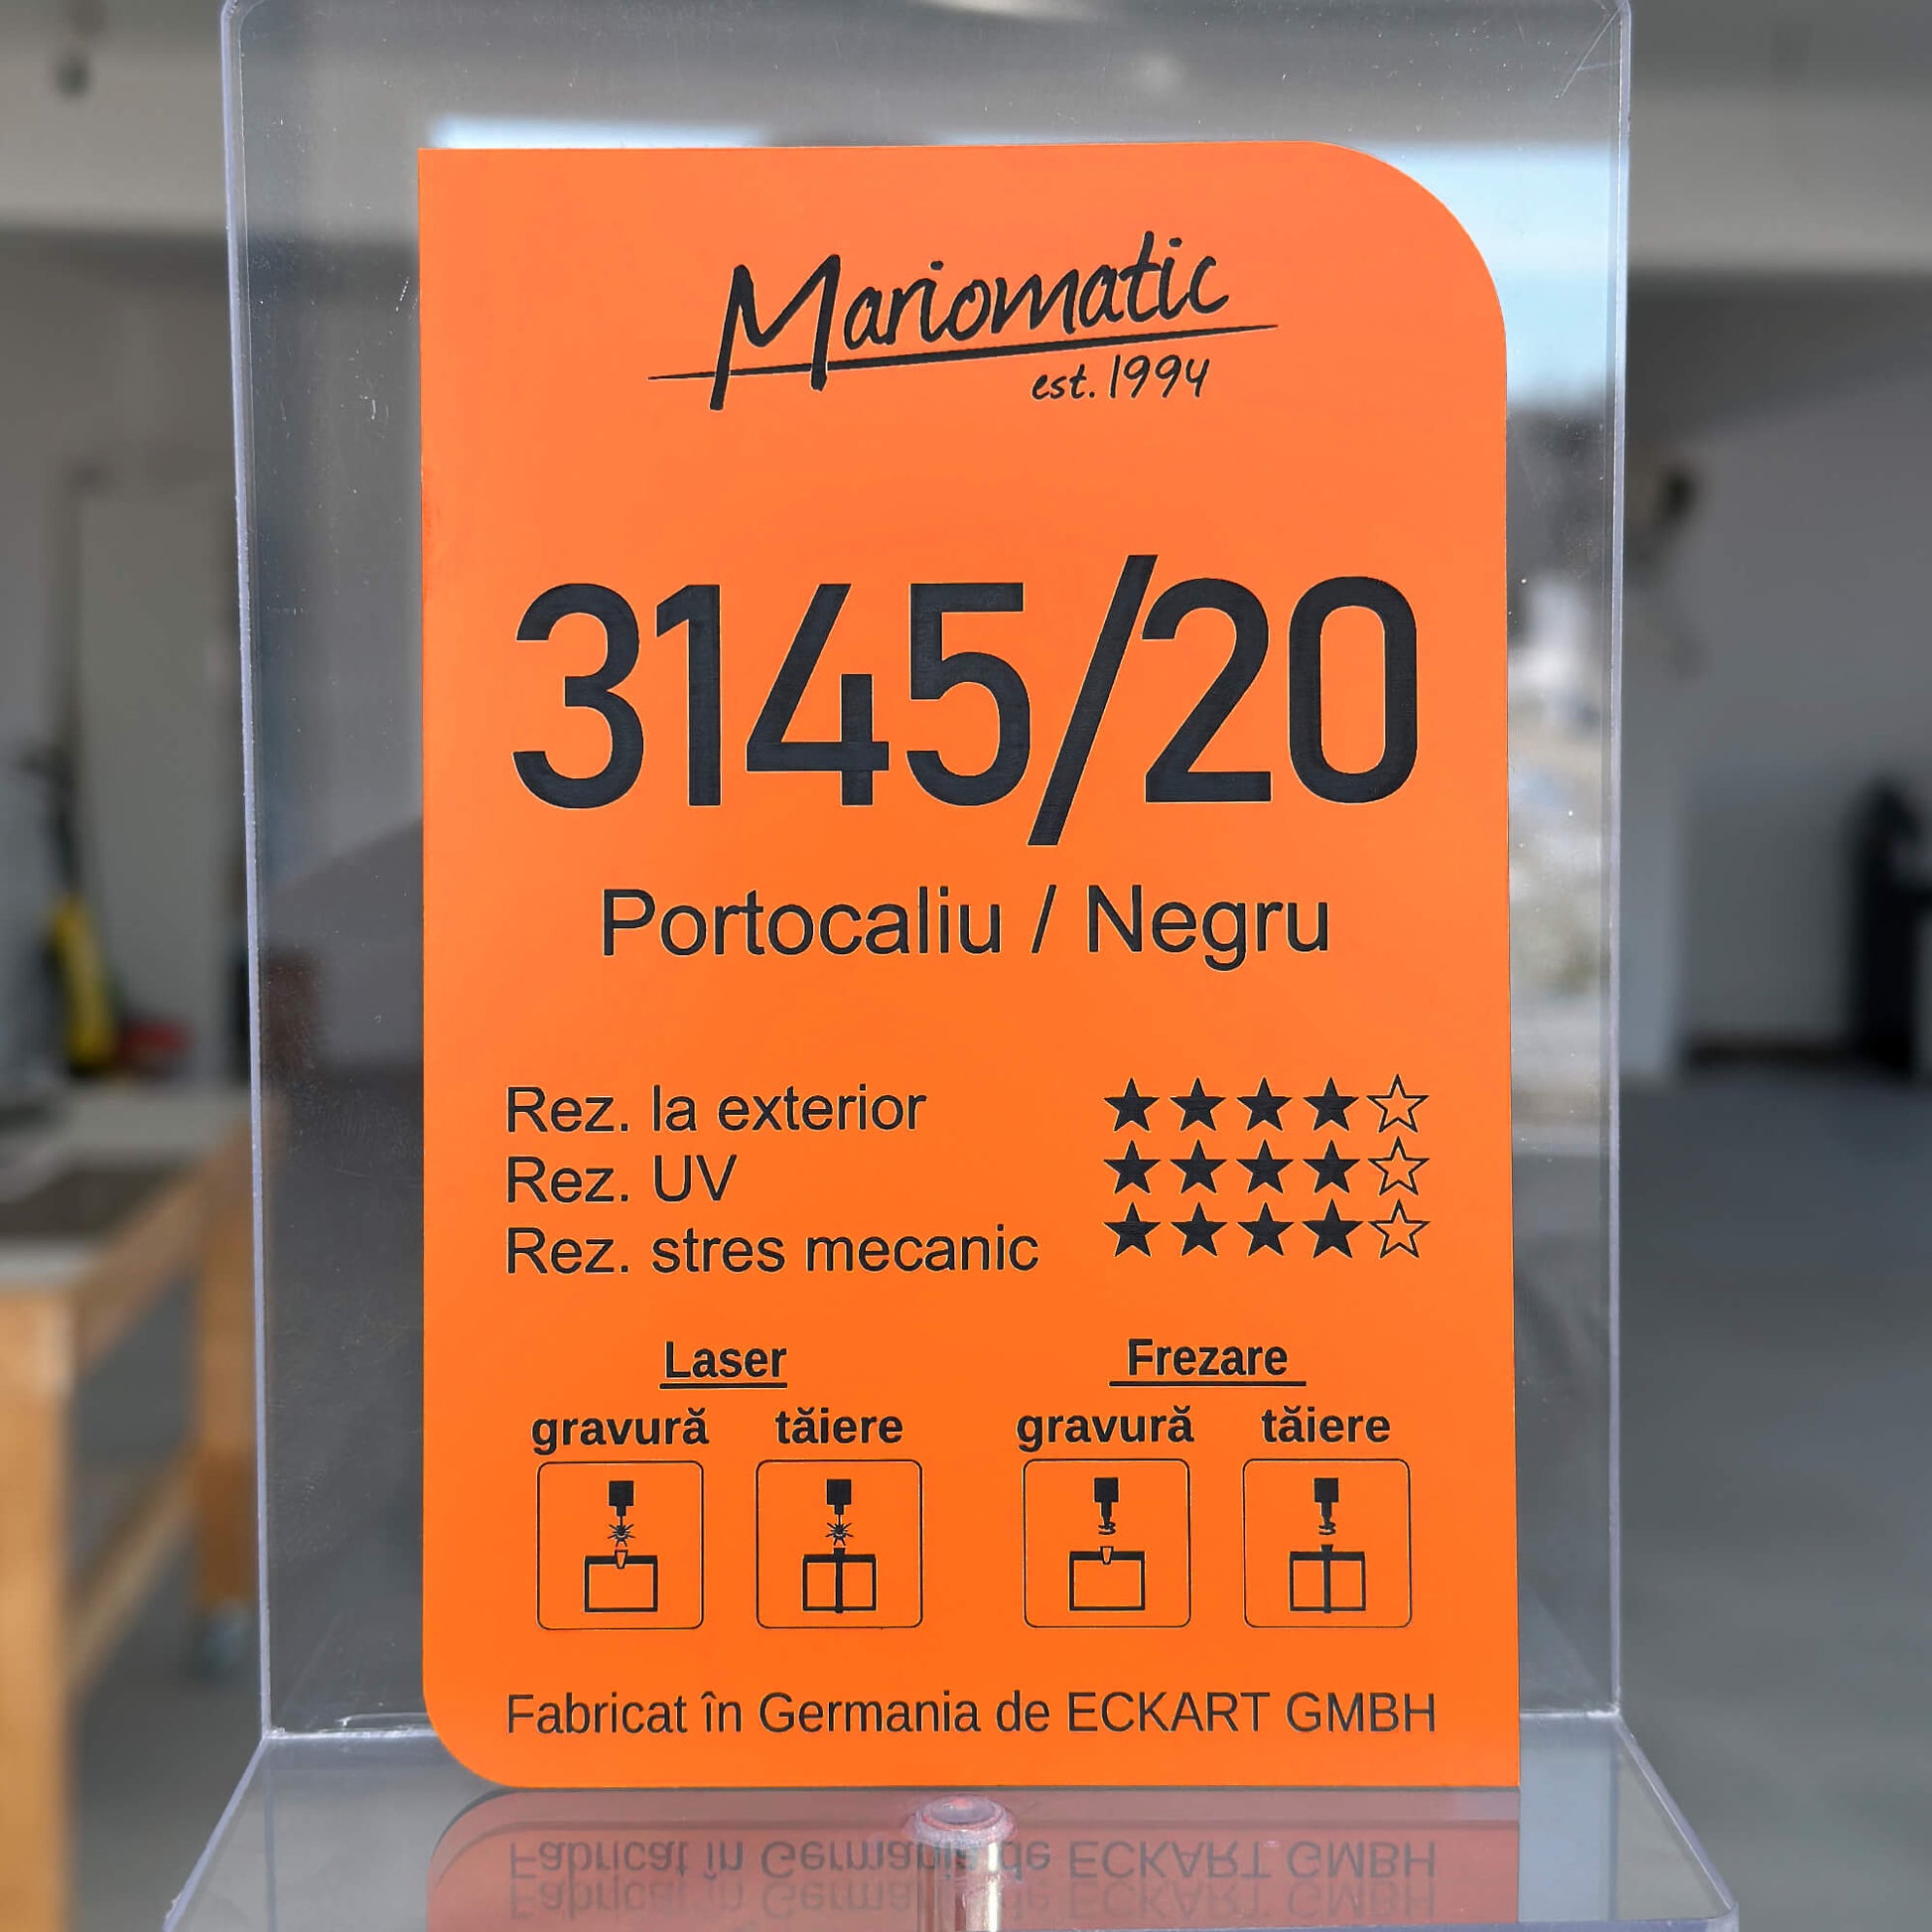 Mariomatic
est. 1994
3145/20
Portocaliu / Negru
Rez. la exterior ★★★★☆
Rez. UV ★★★★☆
Rez. stres mecanic ★★★★☆
Laser Frezare
gravură tăiere gravură tăiere
Fabricat în Germania de ECKART GMBH